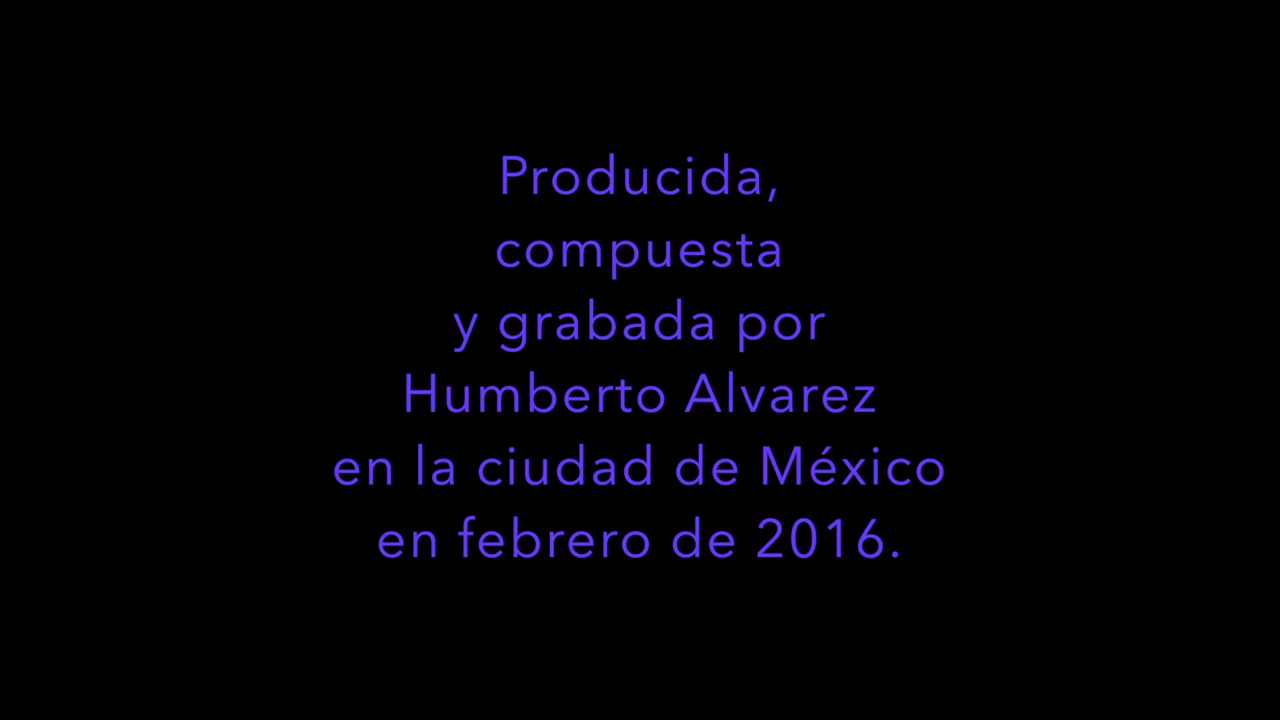 Producida,
compuesta
y grabada por
Humberto Alvarez
en la ciudad de México
en febrero de 2016.